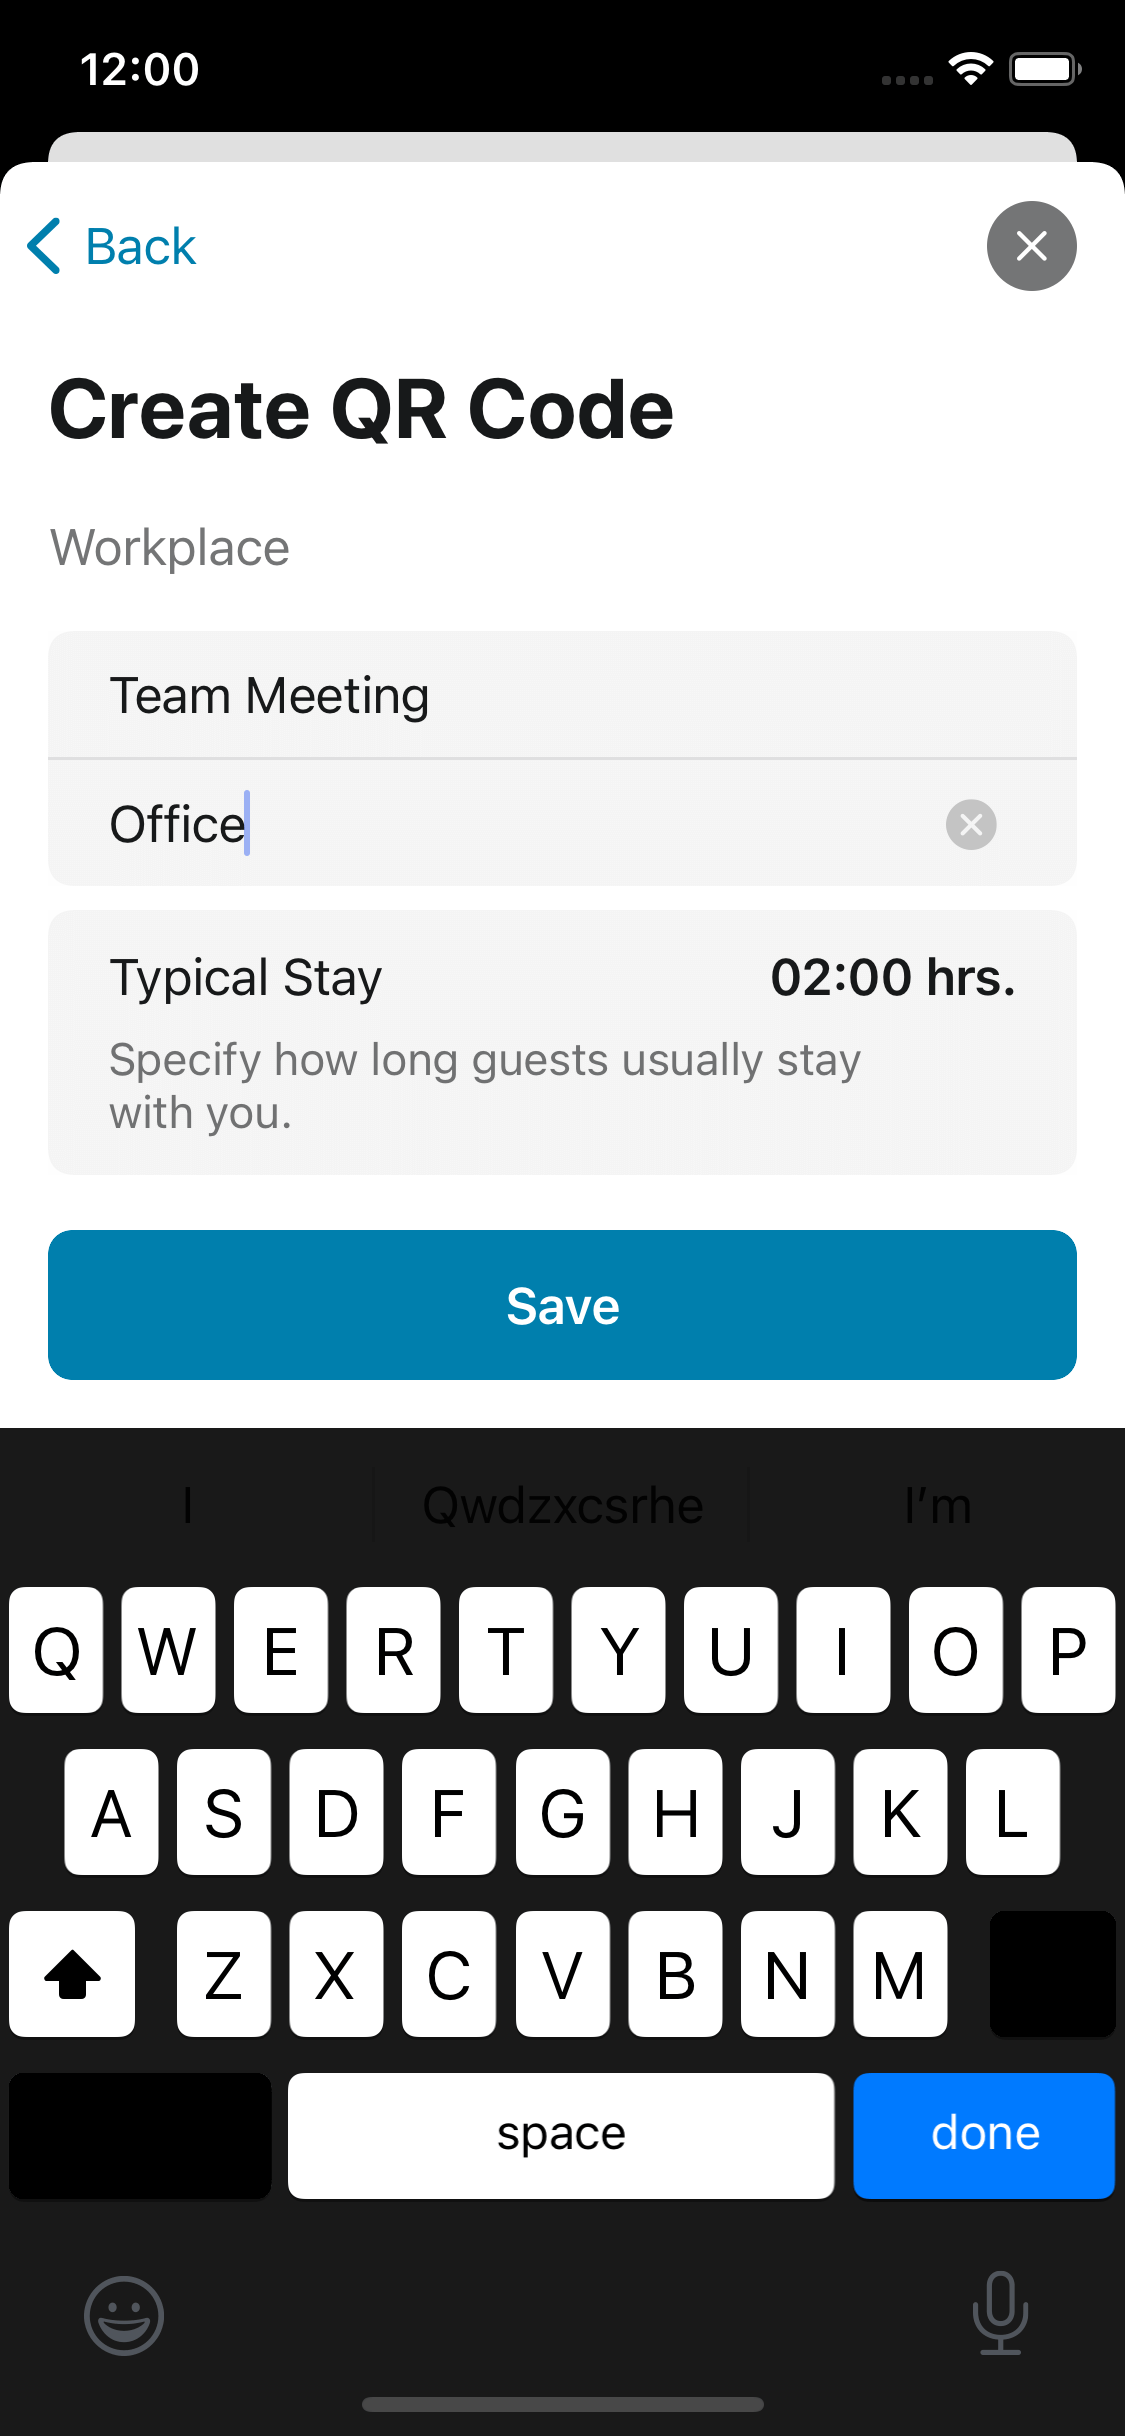 12:00
Back
Create QR Code
Workplace
Team Meeting
Office
Typical Stay 02:00 hrs.
Specify how long guests usually stay
with you.
Save
I Qwdzxcsrhe I’m
Q W E R T Y U I O P
A S D F G H J K L
Z X C V B N M
space done